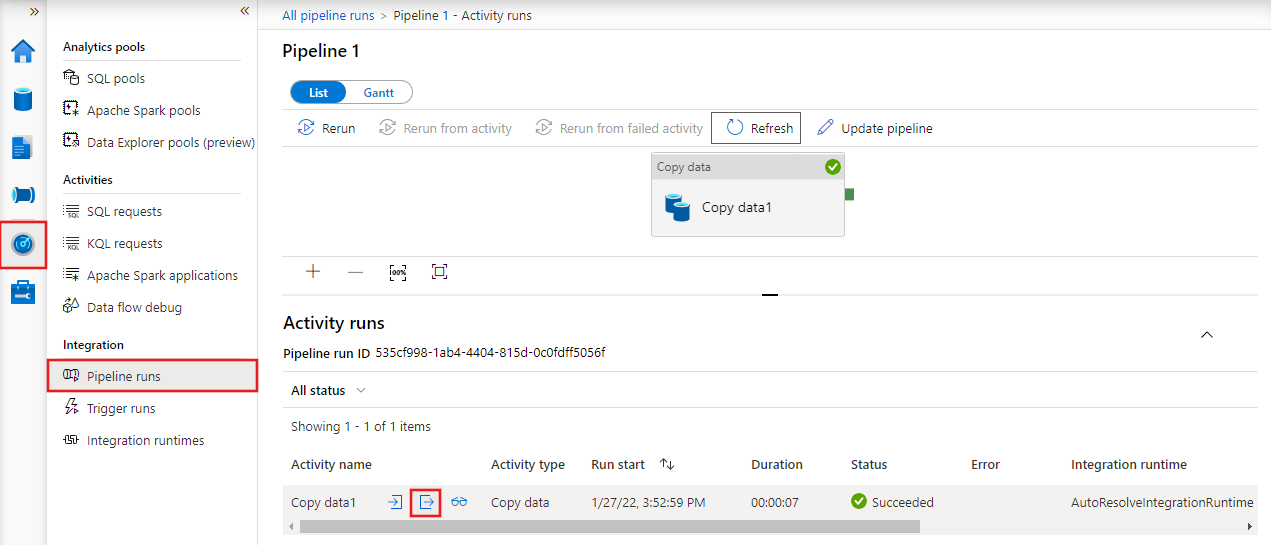 »
«
Analytics pools
SQL pools
Apache Spark pools
Data Explorer pools (preview)
Activities
SQL requests
KQL requests
Apache Spark applications
Data flow debug
Integration
Pipeline runs
Trigger runs
Integration runtimes
All pipeline runs > Pipeline 1 - Activity runs
Pipeline 1
List Gantt
Rerun Rerun from activity Rerun from failed activity Refresh Update pipeline
Copy data
Copy data1
100%
Activity runs
Pipeline run ID 535cf998-1ab4-4404-815d-0c0fdff5056f
All status
Showing 1 - 1 of 1 items
Activity name Activity type Run start Duration Status Error Integration runtime
Copy data1 Copy data 1/27/22, 3:52:59 PM 00:00:07 Succeeded AutoResolveIntegrationRuntime